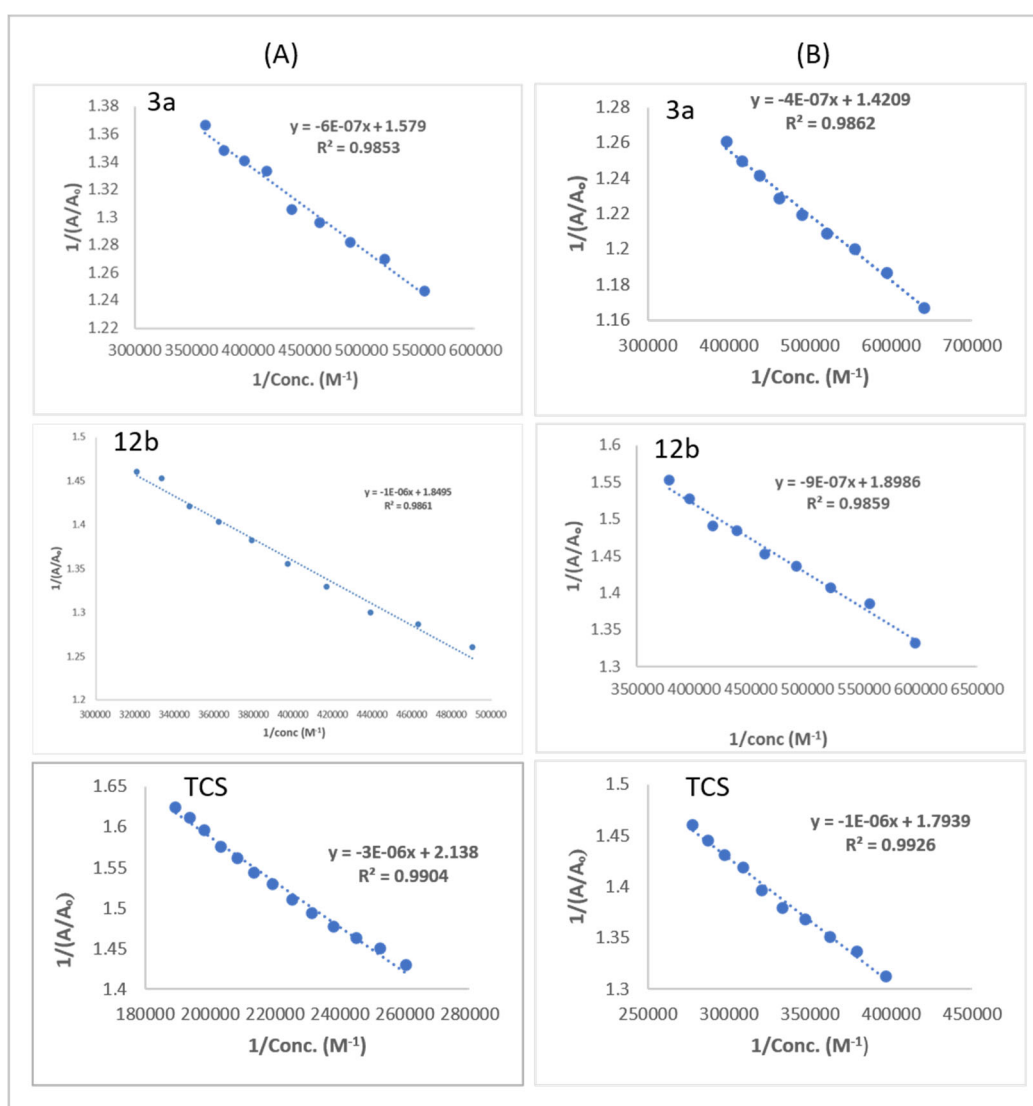 (A)
(B)
3a
y = -6E-07x + 1.579
R² = 0.9853
1/(A/Aₒ)
1.38
1.36
1.34
1.32
1.3
1.28
1.26
1.24
1.22
300000 350000 400000 450000 500000 550000 600000
1/Conc. (M⁻¹)
3a
y = -4E-07x + 1.4209
R² = 0.9862
1/(A/Aₒ)
1.28
1.26
1.24
1.22
1.2
1.18
1.16
300000 400000 500000 600000 700000
1/Conc. (M⁻¹)
12b
y = -1E-06x + 1.8495
R² = 0.9861
1/(A/Aₒ)
1.5
1.45
1.4
1.35
1.3
1.25
1.2
300000 320000 340000 360000 380000 400000 420000 440000 460000 480000 500000
1/conc (M⁻¹)
12b
y = -9E-07x + 1.8986
R² = 0.9859
1/(A/Aₒ)
1.6
1.55
1.5
1.45
1.4
1.35
1.3
350000 400000 450000 500000 550000 600000 650000
1/conc (M⁻¹)
TCS
y = -3E-06x + 2.138
R² = 0.9904
1/(A/Aₒ)
1.65
1.6
1.55
1.5
1.45
1.4
180000 200000 220000 240000 260000 280000
1/Conc. (M⁻¹)
TCS
y = -1E-06x + 1.7939
R² = 0.9926
1/(A/Aₒ)
1.5
1.45
1.4
1.35
1.3
250000 300000 350000 400000 450000
1/Conc. (M⁻¹)